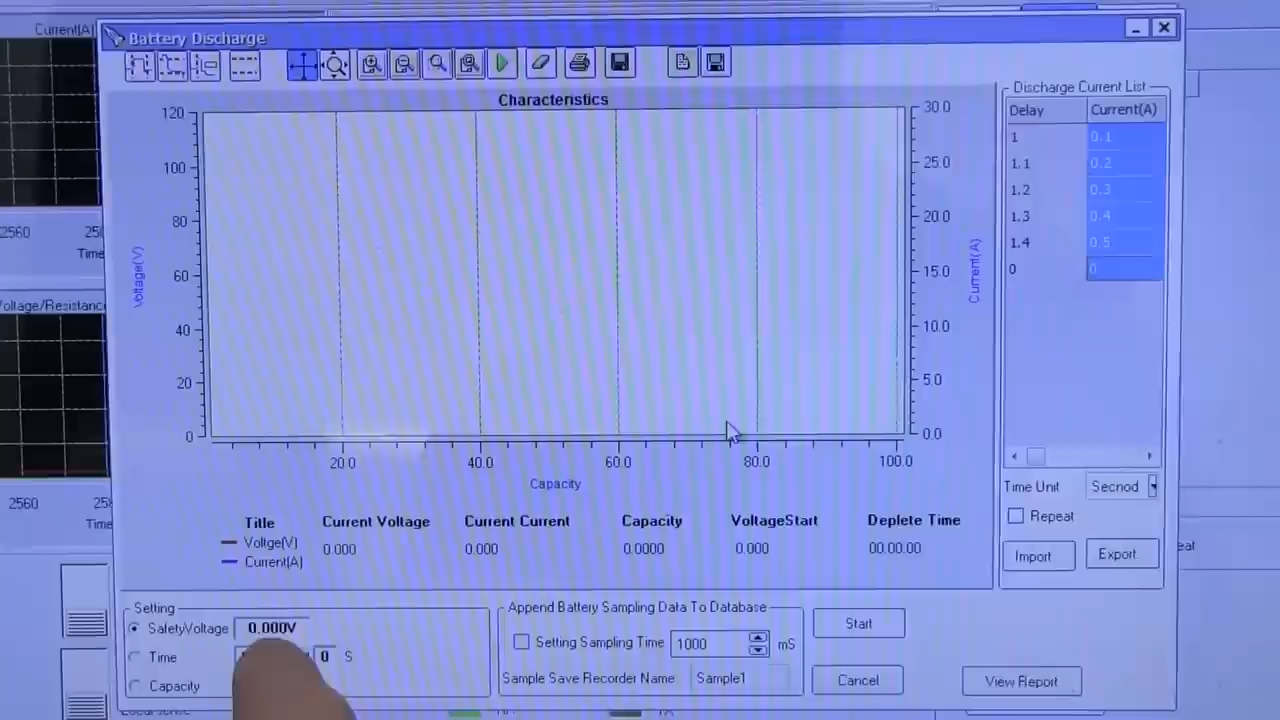 Current(A)
Battery Discharge
Characteristics
120
100
80
60
40
20
0
Voltage(V)
30.0
25.0
20.0
15.0
10.0
5.0
0.0
Current(A)
20.0 40.0 60.0 80.0 100.0
Capacity
Discharge Current List
Delay Current(A)
1 0.1
1.1 0.2
1.2 0.3
1.3 0.4
1.4 0.5
0 0
Time Unit Secnod
Repeat
Import Export
2560
Time
Voltage/Resistance
2560
Time
Title Current Voltage Current Current Capacity VoltageStart Deplete Time
Voltge(V) 0.000 0.000 0.0000 0.000 00:00:00
Current(A)
Setting
SafetyVoltage 0.000V
Time 0 S
Capacity
Append Battery Sampling Data To Database
Setting Sampling Time 1000 mS
Sample Save Recorder Name Sample1
Start
Cancel
View Report